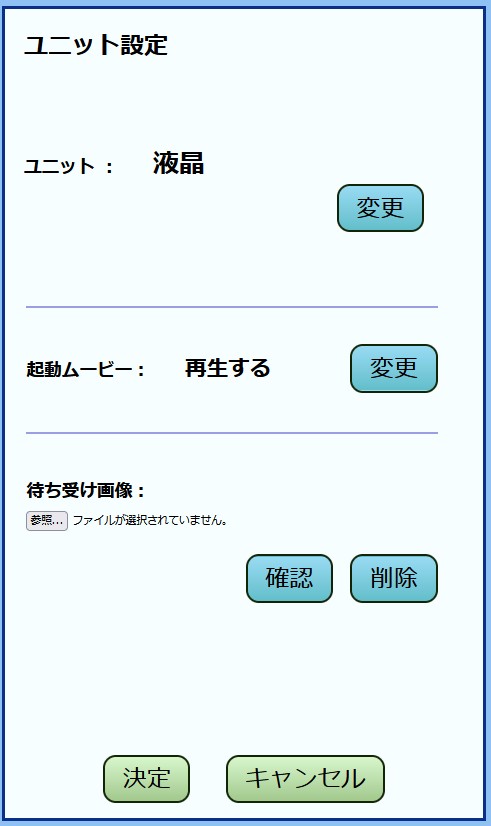 ユニット設定
ユニット : 液晶
変更
起動ムービー : 再生する 変更
待ち受け画像 :
参照... ファイルが選択されていません。
確認 削除
決定 キャンセル